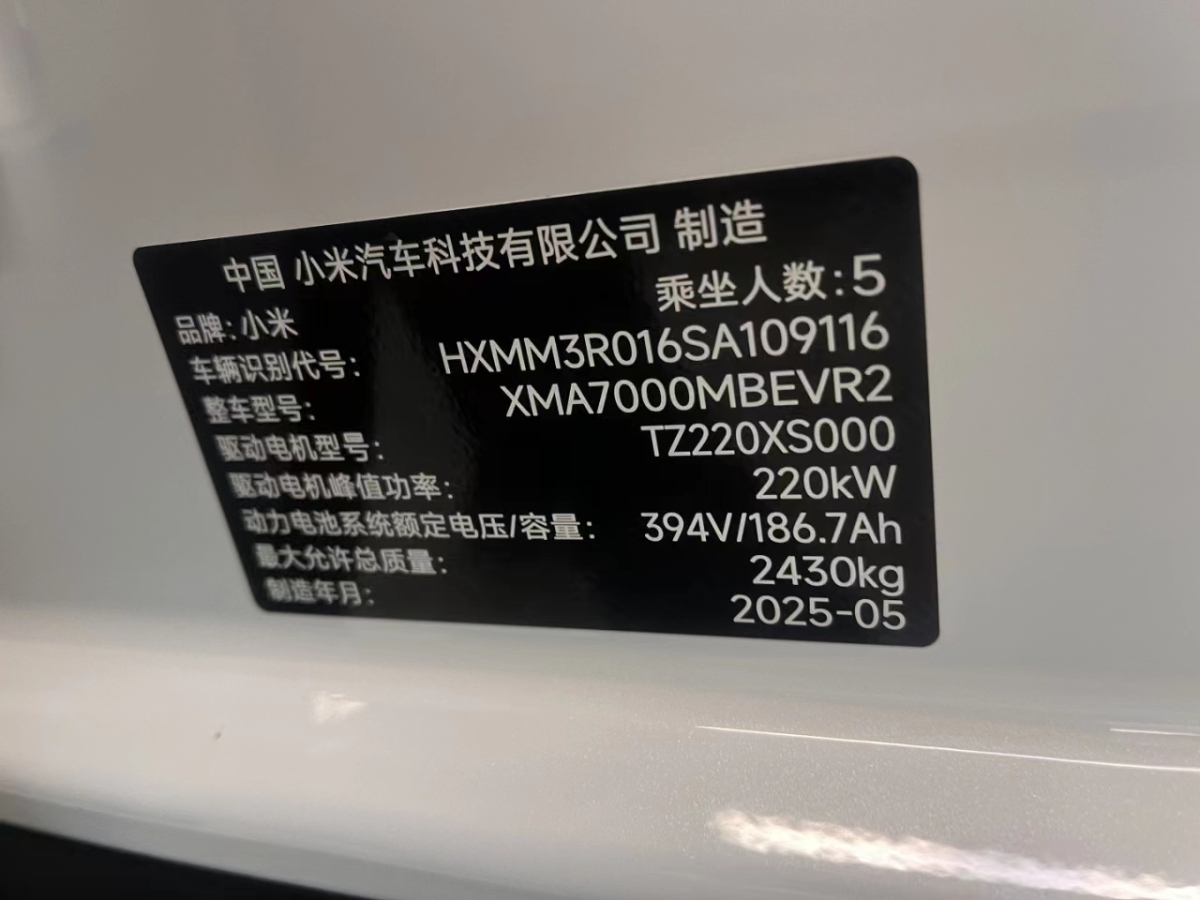 中国 小米汽车科技有限公司 制造
乘坐人数:5
品牌:小米
车辆识别代号: HXMM3R016SA109116
整车型号: XMA7000MBEVR2
驱动电机型号: TZ220XS000
驱动电机峰值功率: 220kW
动力电池系统额定电压/容量: 394V/186.7Ah
最大允许总质量: 2430kg
制造年月: 2025-05